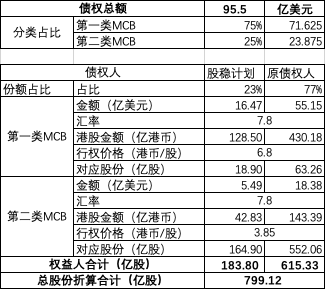 债权总额 95.5 亿美元
分类占比 第一类MCB 75% 71.625
第二类MCB 25% 23.875
债权人 股稳计划 原债权人
份额占比 占比 23% 77%
第一类MCB 金额（亿美元） 16.47 55.15
汇率 7.8
港股金额（亿港币） 128.50 430.18
行权价格（港币/股） 6.8
对应股份（亿股） 18.90 63.26
第二类MCB 金额（亿美元） 5.49 18.38
汇率 7.8
港股金额（亿港币） 42.83 143.39
行权价格（港币/股） 3.85
对应股份（亿股） 164.90 552.06
权益人合计（亿股） 183.80 615.33
总股份折算合计（亿股） 799.12